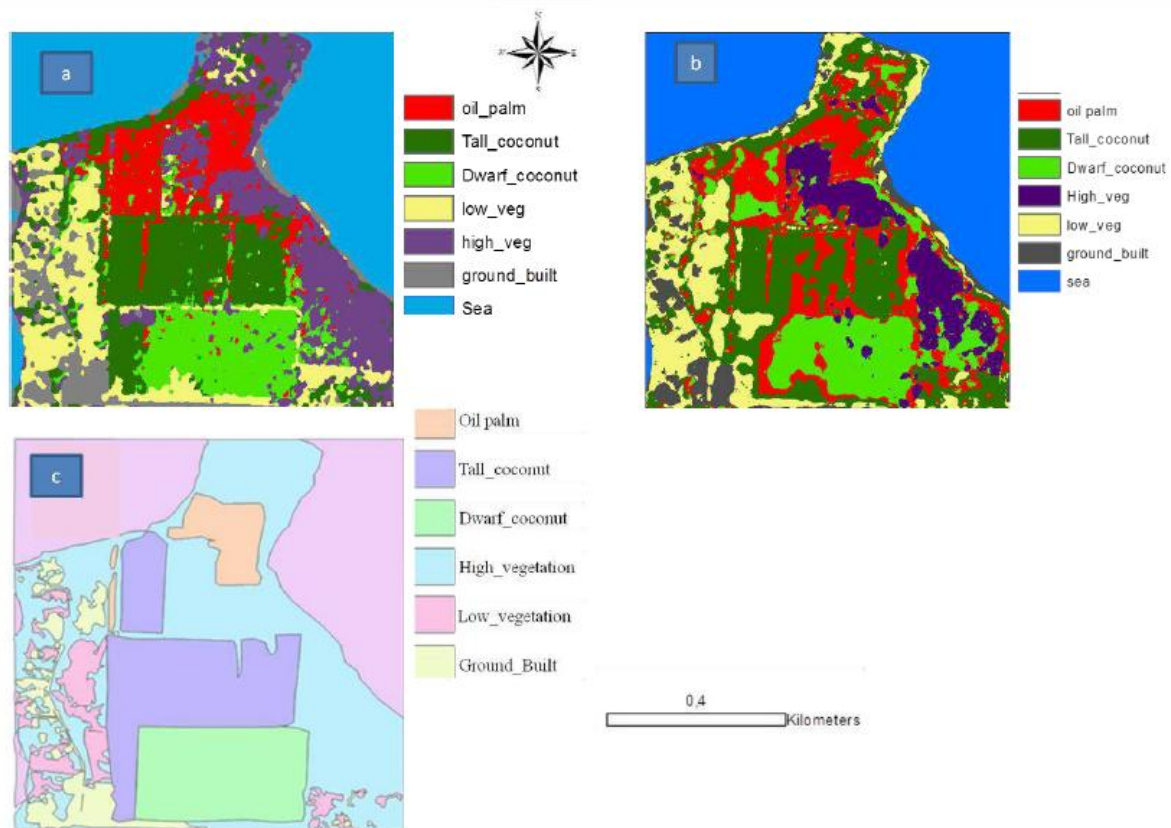 a
oil_palm
Tall_coconut
Dwarf_coconut
low_veg
high_veg
ground_built
Sea
b
oil palm
Tall_coconut
Dwarf_coconut
High_veg
low_veg
ground_built
sea
c
Oil palm
Tall_coconut
Dwarf_coconut
High_vegetation
Low_vegetation
Ground_Built
0,4
Kilometers